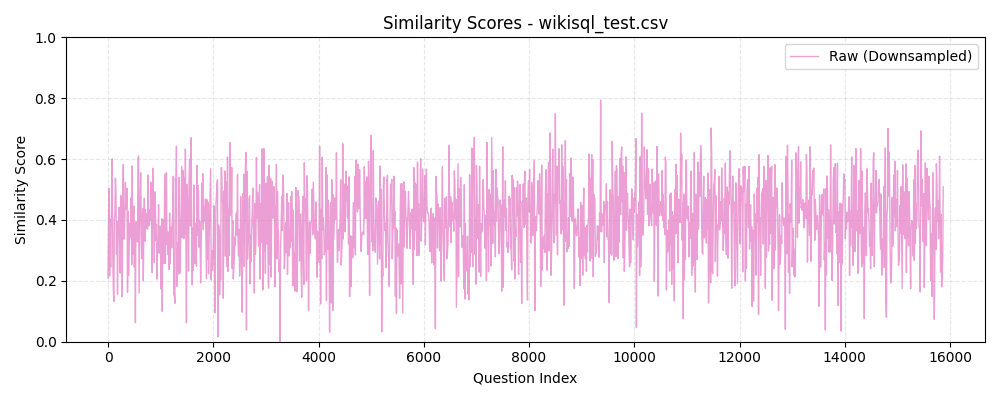 Similarity Scores - wikisql_test.csv
Raw (Downsampled)
Similarity Score
1.0
0.8
0.6
0.4
0.2
0.0
0 2000 4000 6000 8000 10000 12000 14000 16000
Question Index